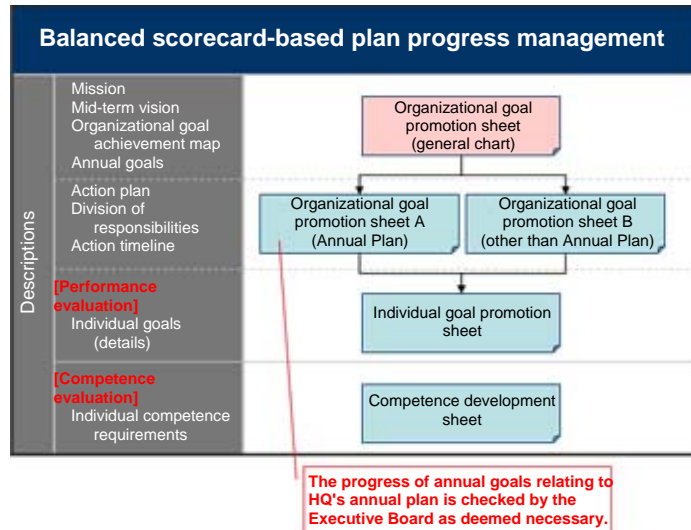 Balanced scorecard-based plan progress management
Descriptions
Mission
Mid-term vision
Organizational goal
achievement map
Annual goals
Organizational goal
promotion sheet
(general chart)
Action plan
Division of
responsibilities
Action timeline
Organizational goal
promotion sheet A
(Annual Plan)
Organizational goal
promotion sheet B
(other than Annual Plan)
[Performance
evaluation]
Individual goals
(details)
Individual goal promotion
sheet
[Competence
evaluation]
Individual competence
requirements
Competence development
sheet
The progress of annual goals relating to
HQ's annual plan is checked by the
Executive Board as deemed necessary.